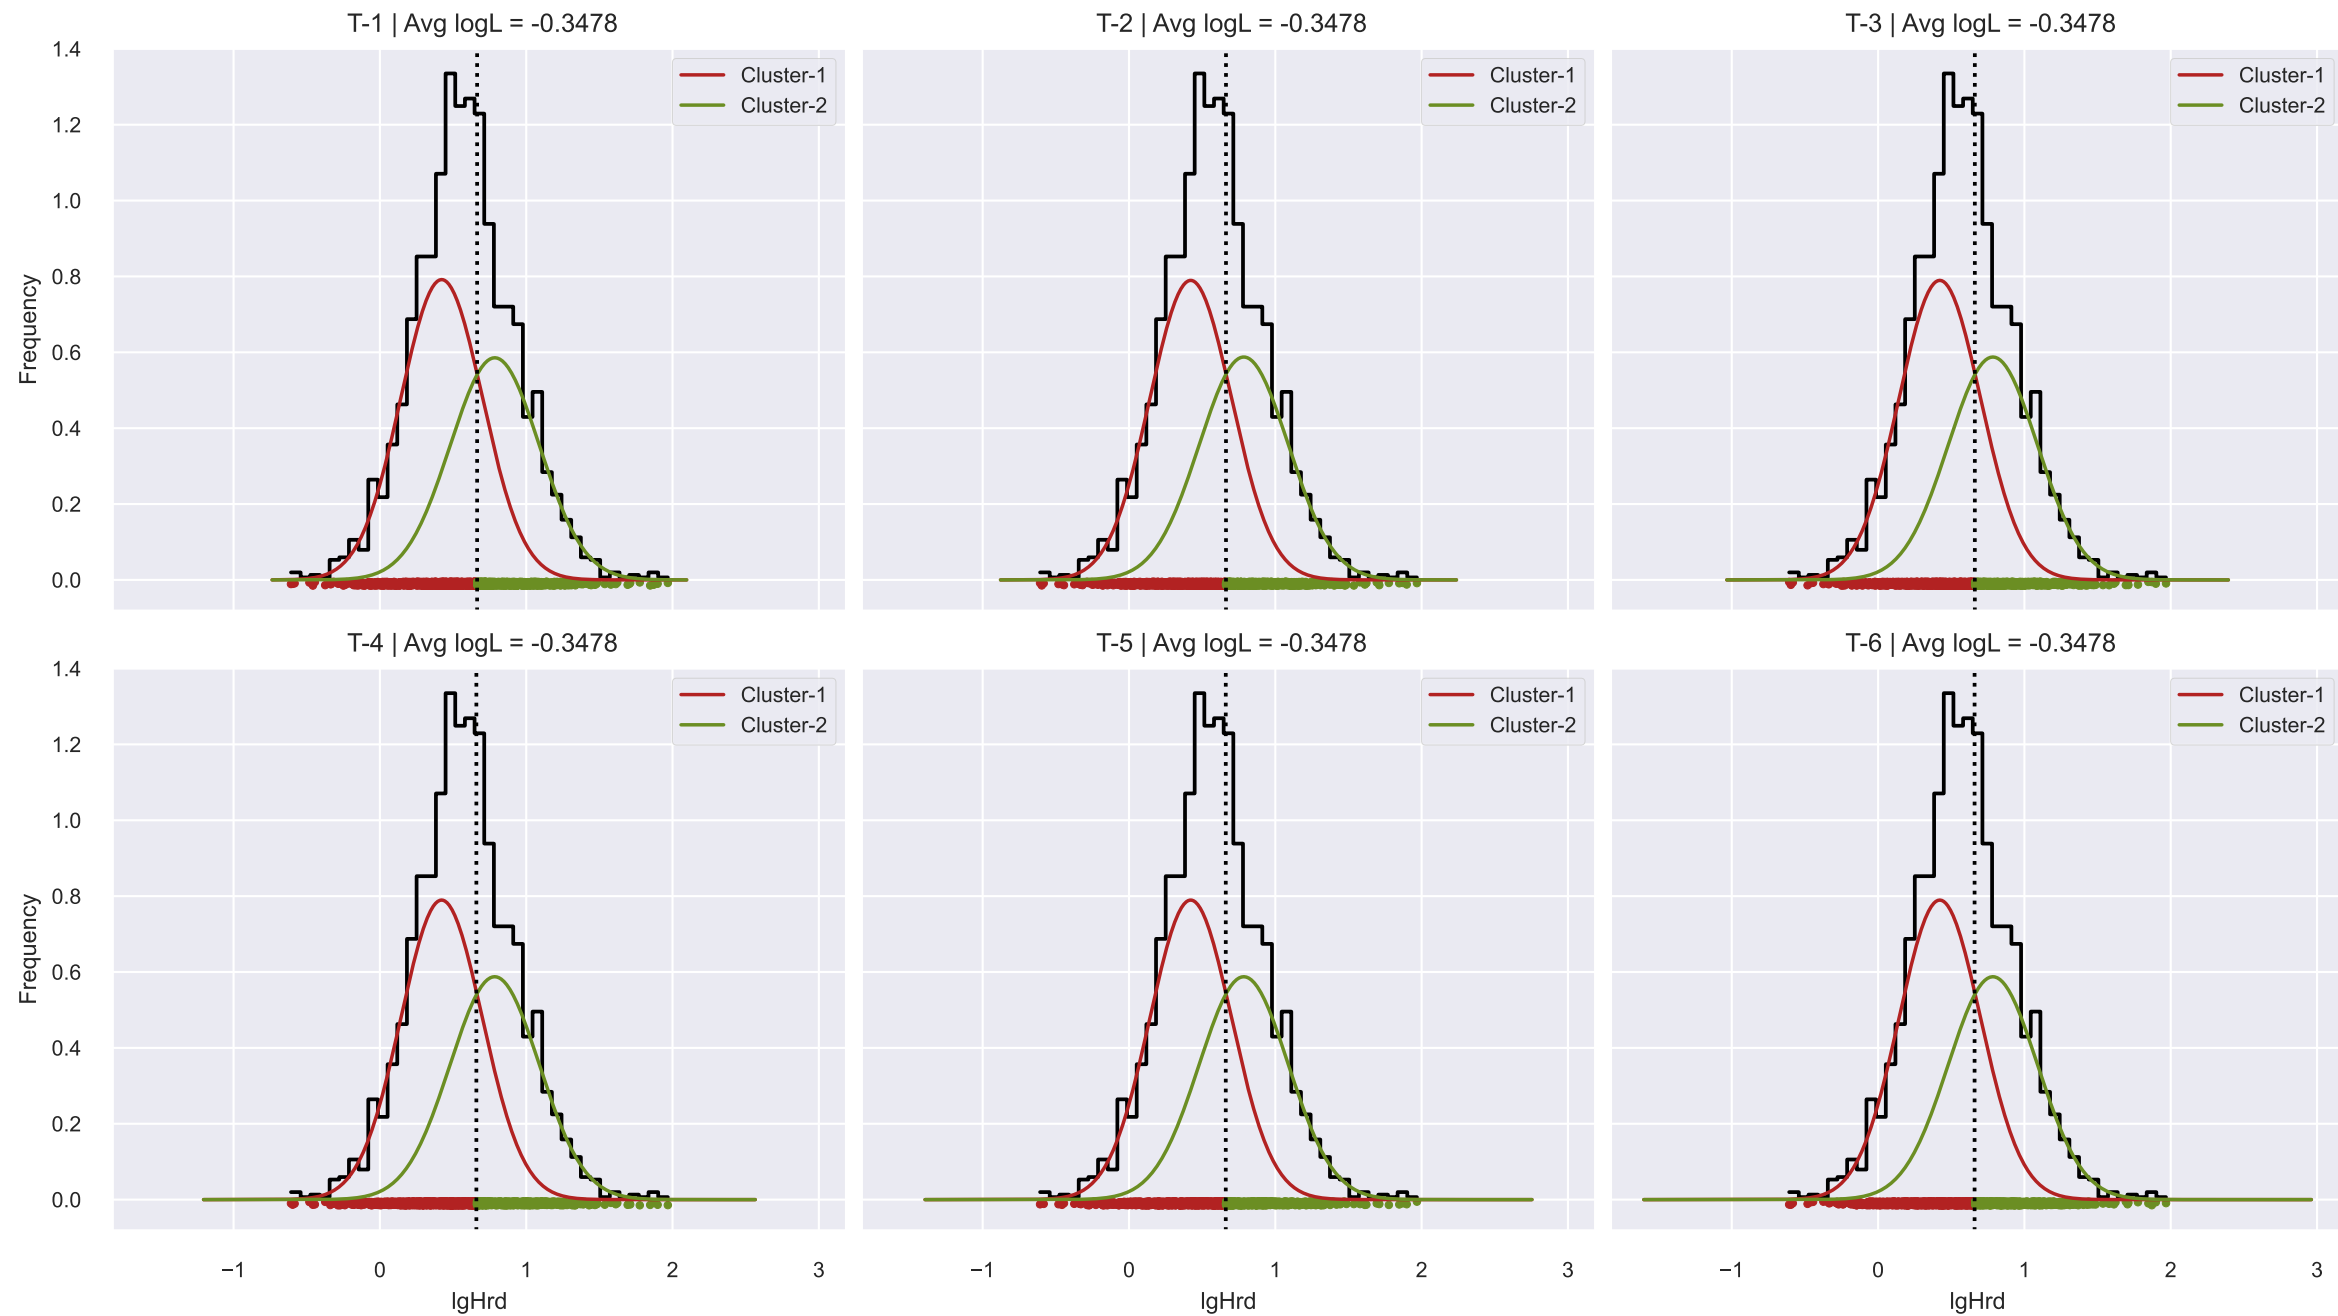 T-1 | Avg logL = -0.3478
T-2 | Avg logL = -0.3478
T-3 | Avg logL = -0.3478
1.4
1.2
1.0
0.8
0.6
0.4
0.2
0.0
Frequency
Cluster-1
Cluster-2
Cluster-1
Cluster-2
Cluster-1
Cluster-2
T-4 | Avg logL = -0.3478
T-5 | Avg logL = -0.3478
T-6 | Avg logL = -0.3478
1.4
1.2
1.0
0.8
0.6
0.4
0.2
0.0
Frequency
Cluster-1
Cluster-2
Cluster-1
Cluster-2
Cluster-1
Cluster-2
−1 0 1 2 3
−1 0 1 2 3
−1 0 1 2 3
lgHrd
lgHrd
lgHrd